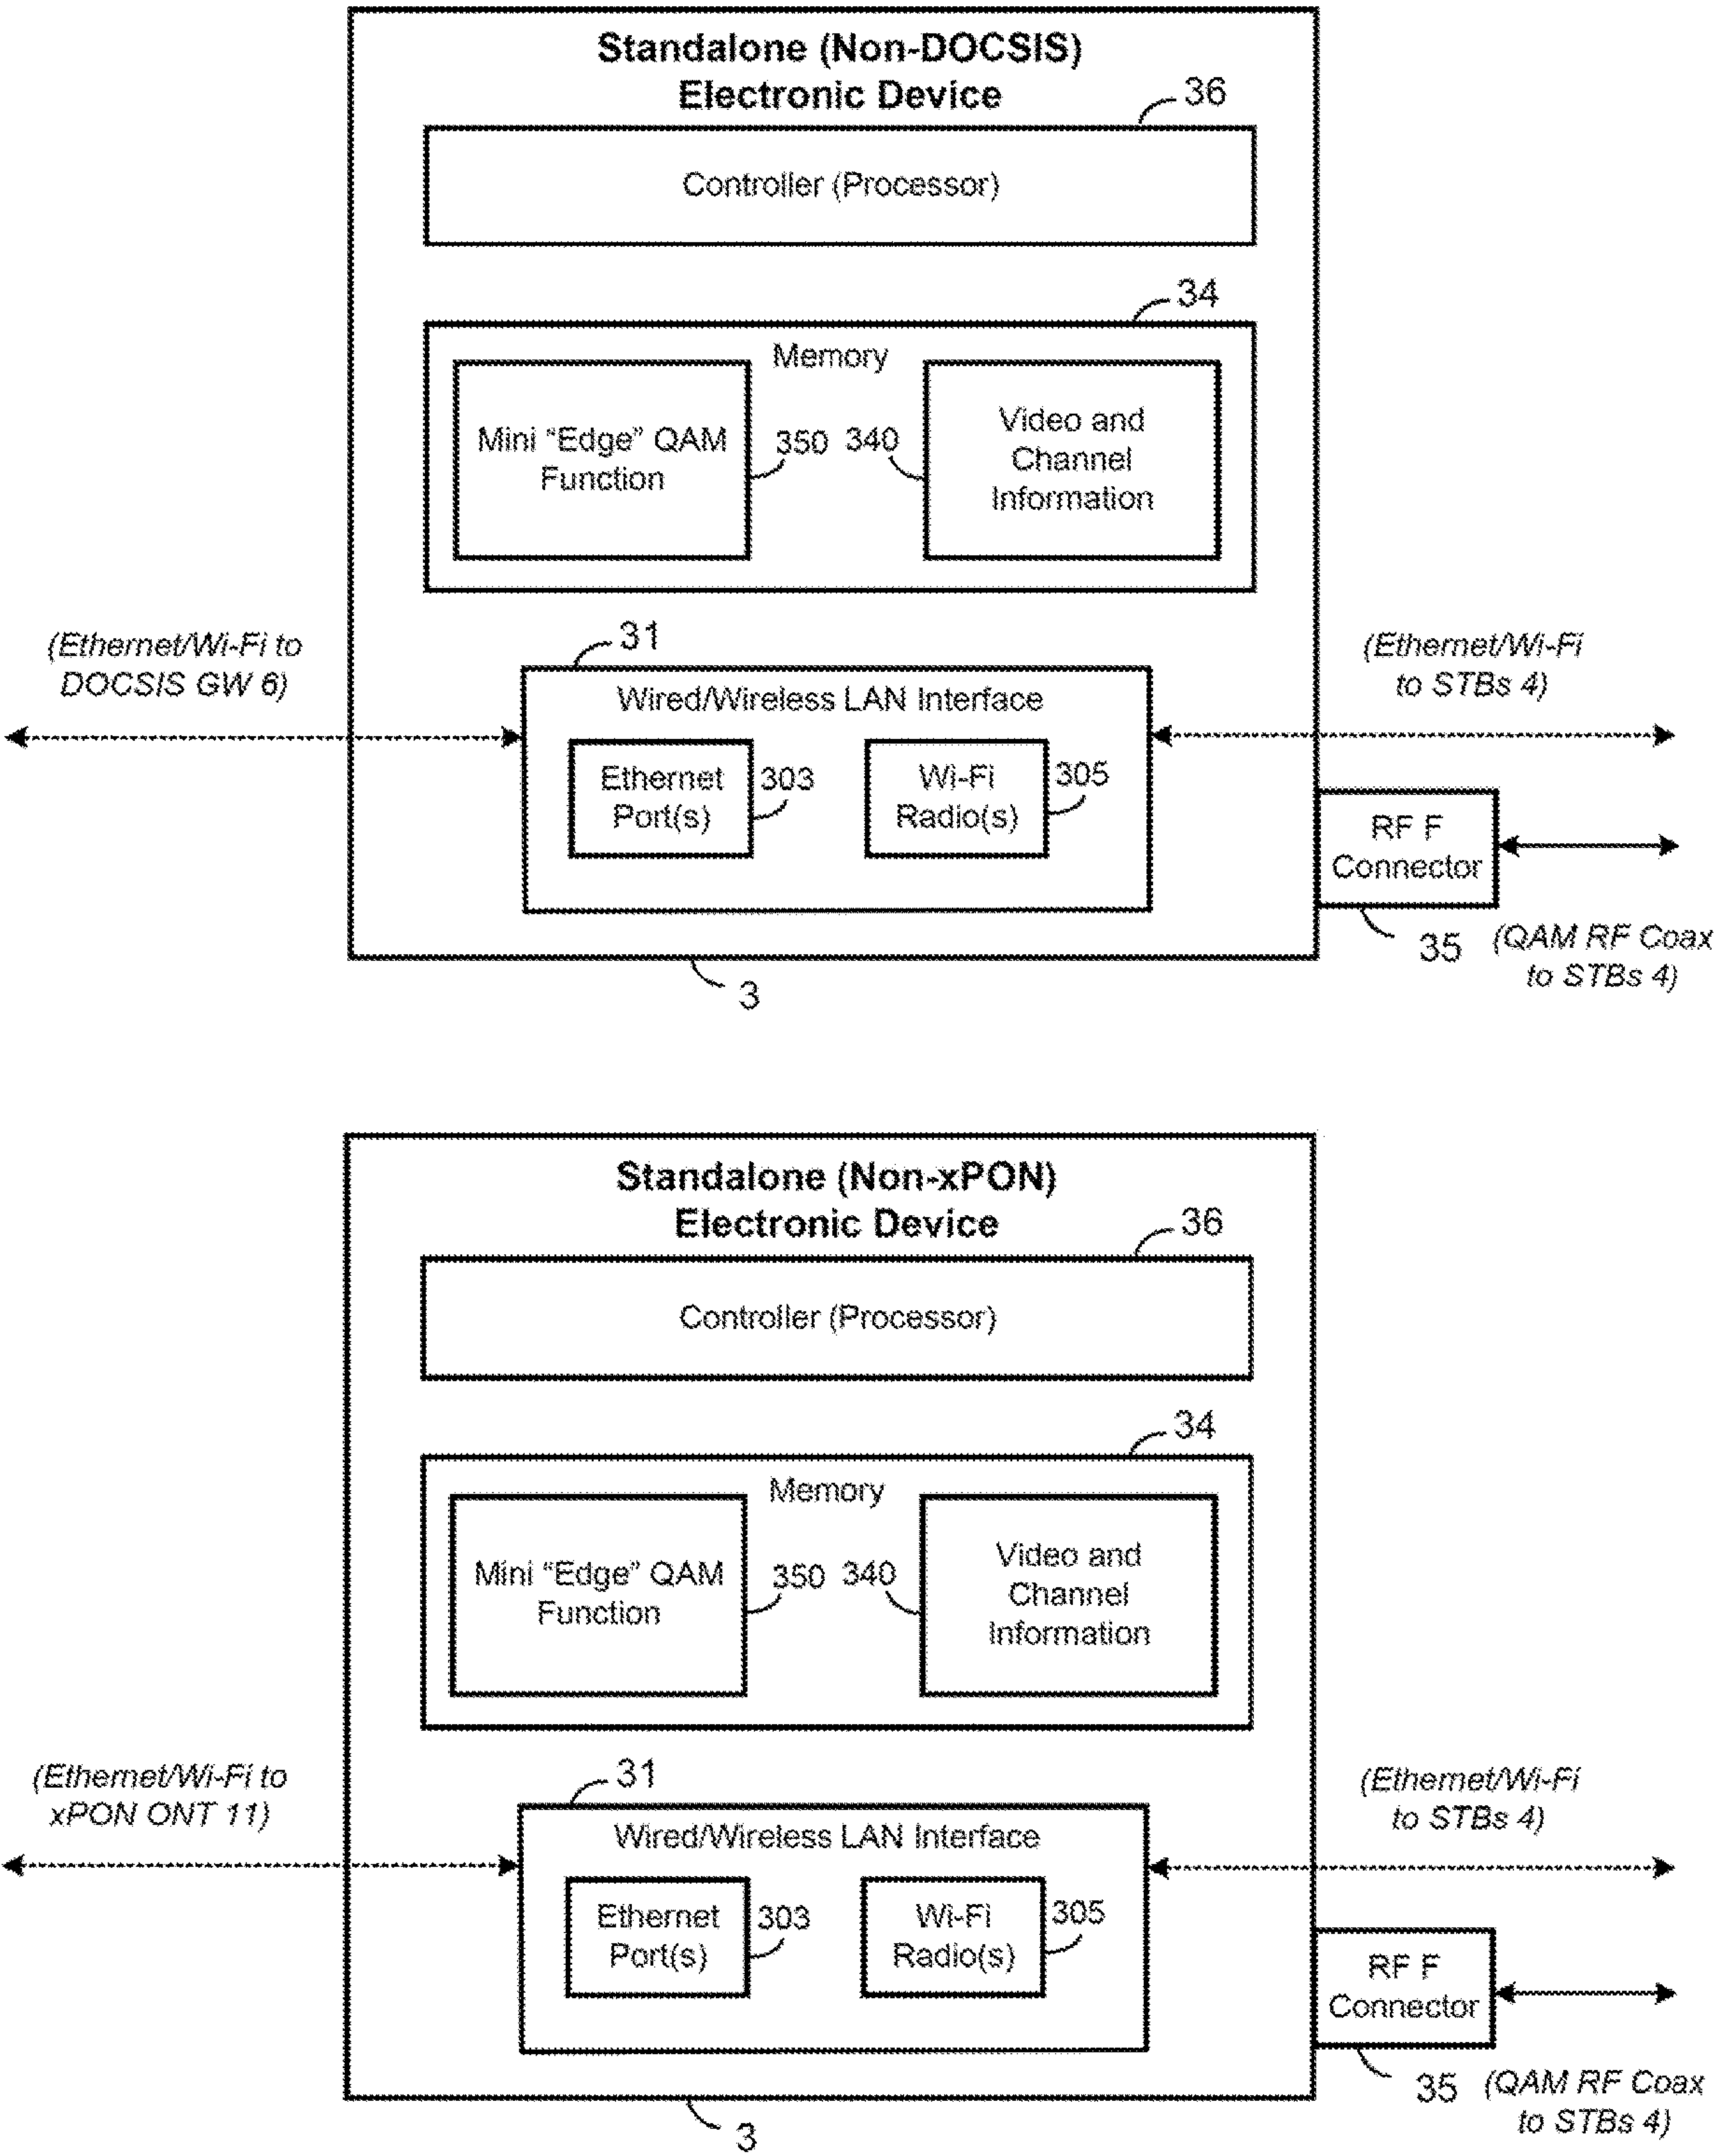 Standalone (Non-DOCSIS)
Electronic Device
36
Controller (Processor)
34
Memory
Mini “Edge” QAM
Function
350
340
Video and
Channel
Information
(Ethernet/Wi-Fi to
DOCSIS GW 6)
31
Wired/Wireless LAN Interface
Ethernet
Port(s)
303
Wi-Fi
Radio(s)
305
(Ethernet/Wi-Fi
to STBs 4)
RF F
Connector
35
(QAM RF Coax
to STBs 4)
3
Standalone (Non-xPON)
Electronic Device
36
Controller (Processor)
34
Memory
Mini “Edge” QAM
Function
350
340
Video and
Channel
Information
(Ethernet/Wi-Fi to
xPON ONT 11)
31
Wired/Wireless LAN Interface
Ethernet
Port(s)
303
Wi-Fi
Radio(s)
305
(Ethernet/Wi-Fi
to STBs 4)
RF F
Connector
35
(QAM RF Coax
to STBs 4)
3